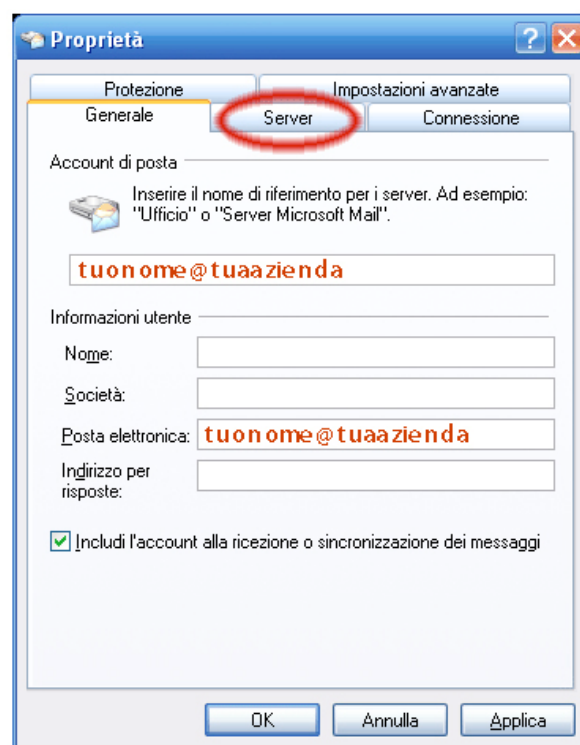 Proprietà
Protezione
Impostazioni avanzate
Generale
Server
Connessione
Account di posta
Inserire il nome di riferimento per i server. Ad esempio:
"Ufficio" o "Server Microsoft Mail".
tuonome@tuaazienda
Informazioni utente
Nome:
Società:
Posta elettronica: tuonome@tuaazienda
Indirizzo per
risposte:
Includi l'account alla ricezione o sincronizzazione dei messaggi
OK
Annulla
Applica